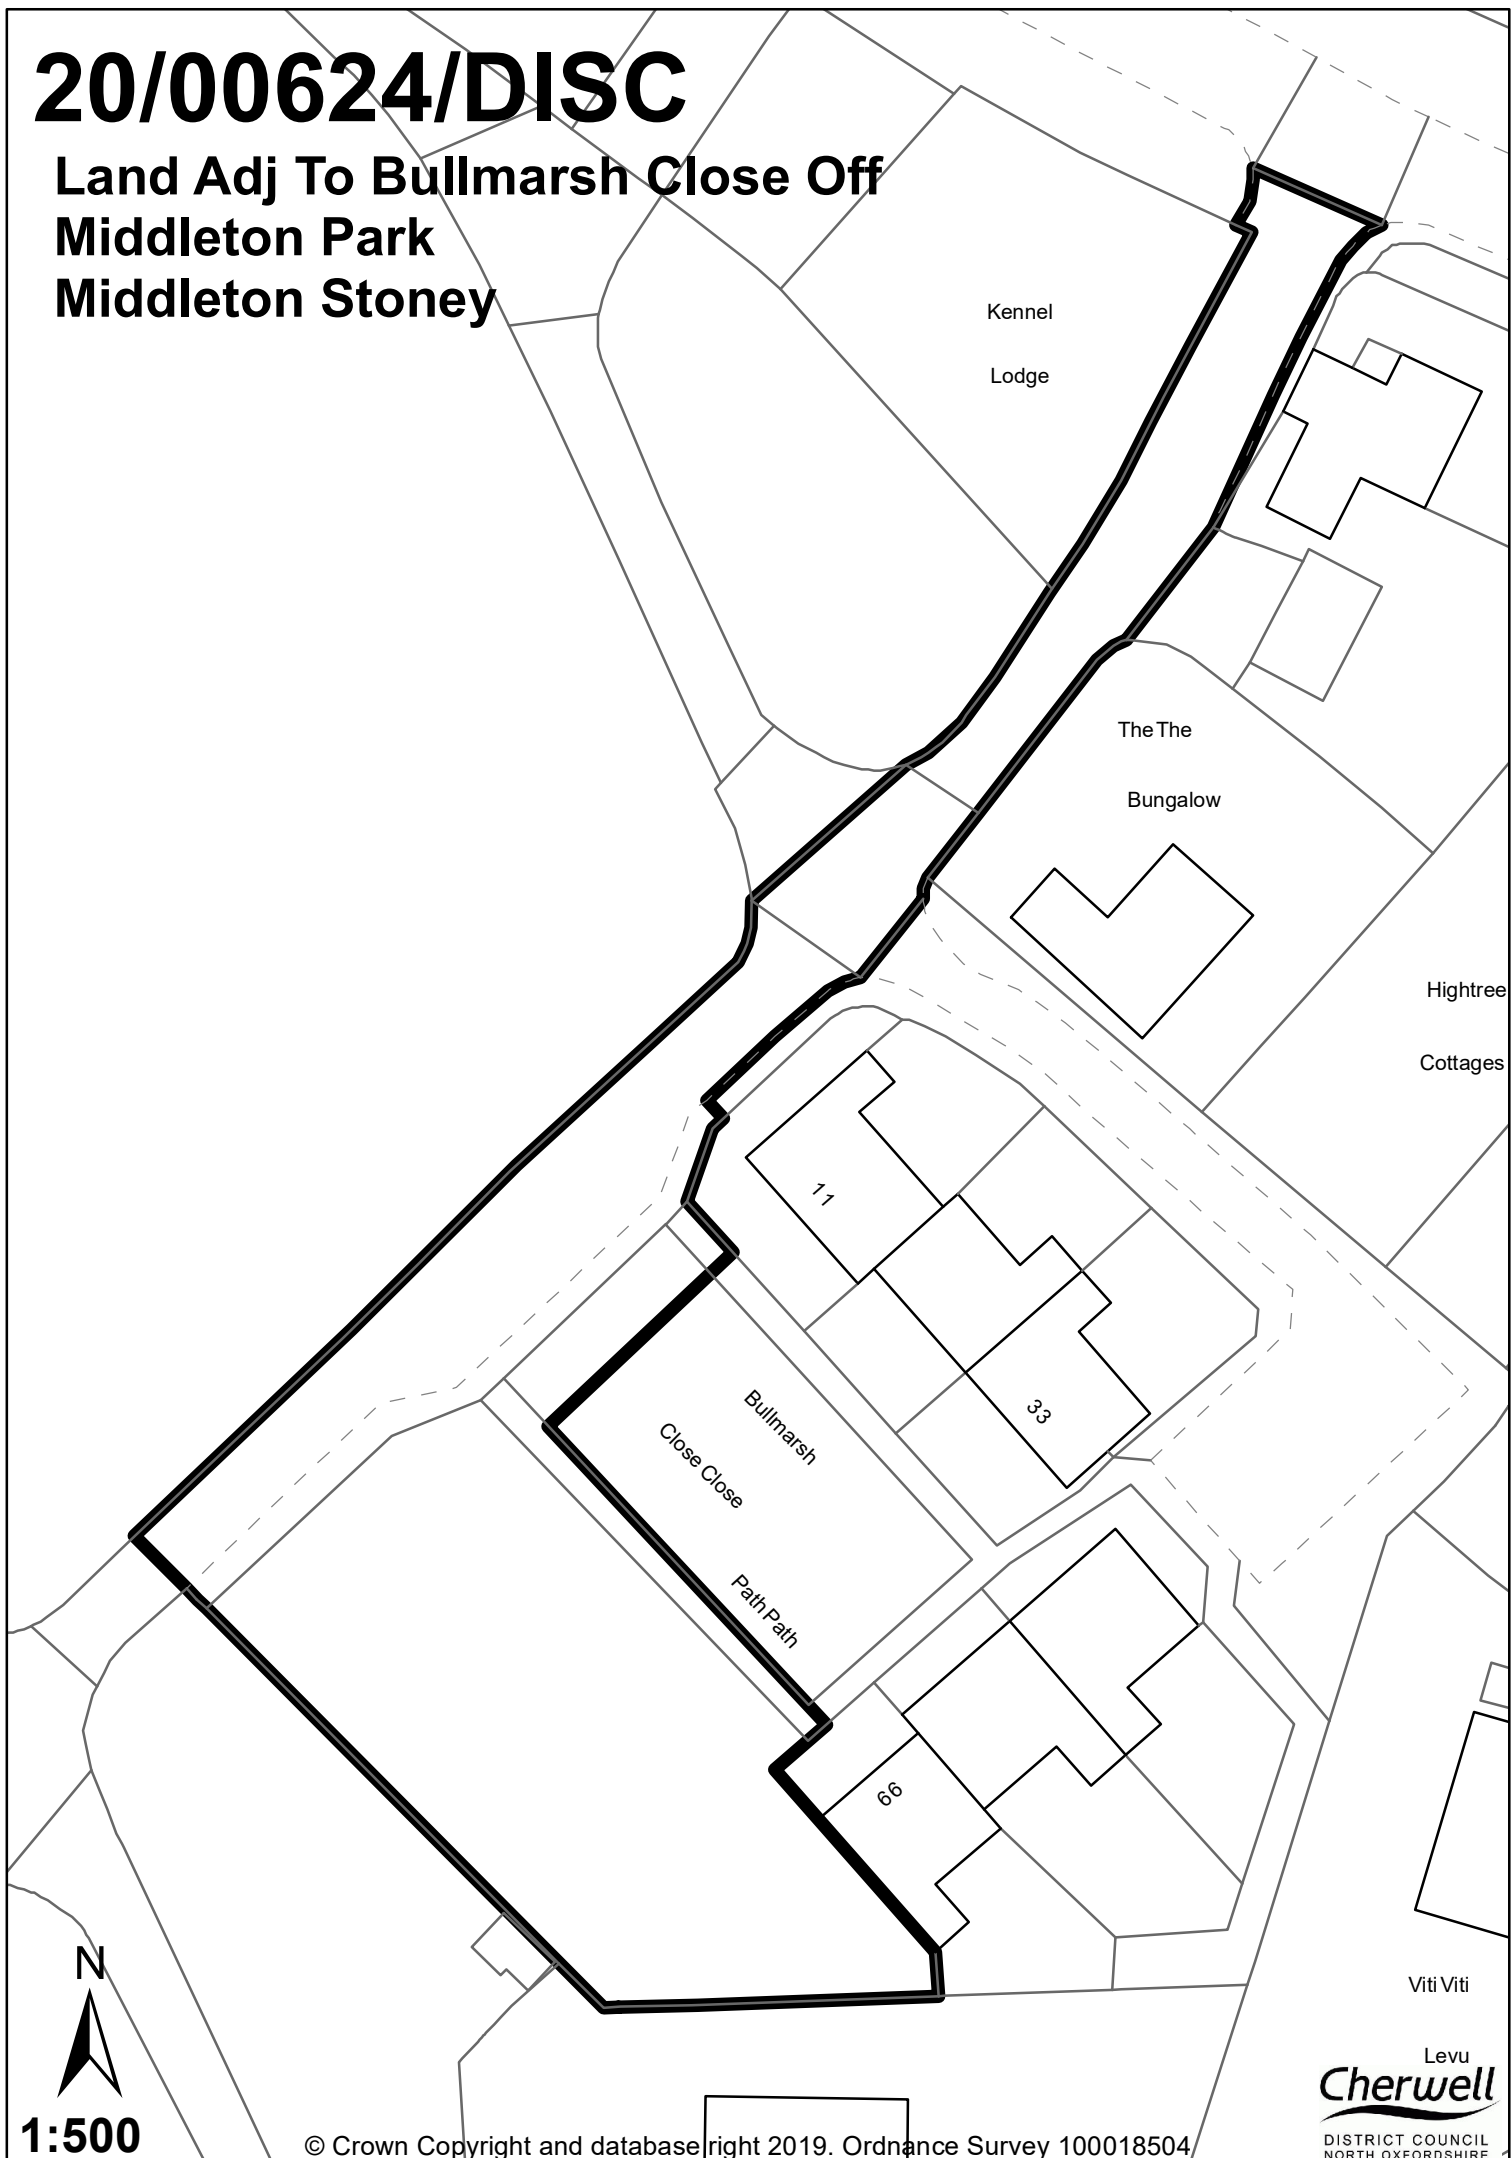 20/00624/DISC
Land Adj To Bullmarsh Close Off
Middleton Park
Middleton Stoney
Kennel
Lodge
The The
Bungalow
Hightree
Cottages
11
33
Bullmarsh
Close Close
Path Path
66
N
1:500
Viti Viti
Levu
Cherwell
DISTRICT COUNCIL
NORTH OXFORDSHIRE
© Crown Copyright and database right 2019. Ordnance Survey 100018504